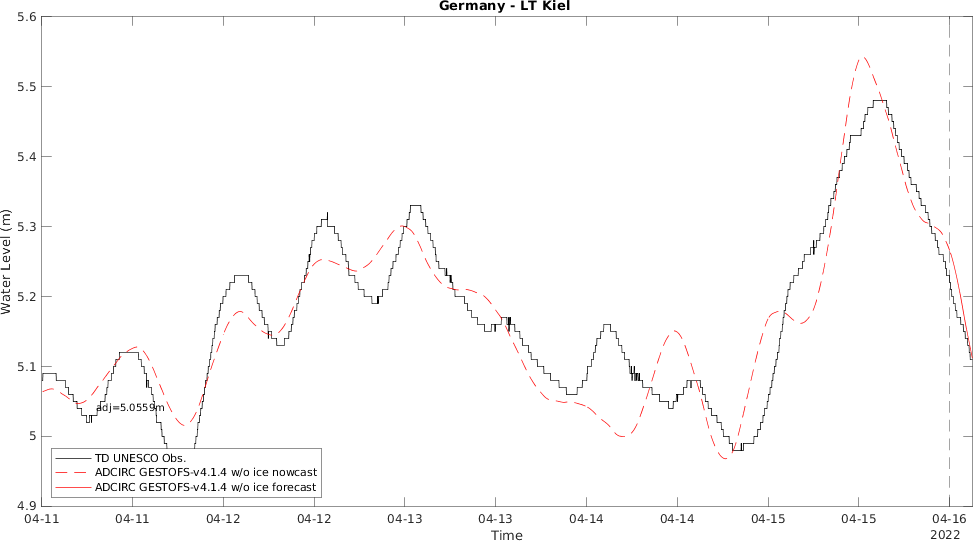 Germany - LT Kiel
5.6
5.5
5.4
5.3
5.2
5.1
5
4.9
Water Level (m)
adj=5.0559m
TD UNESCO Obs.
ADCIRC GESTOFS-v4.1.4 w/o ice nowcast
ADCIRC GESTOFS-v4.1.4 w/o ice forecast
04-11 04-11 04-12 04-12 04-13 04-13 04-14 04-14 04-15 04-15 04-16
Time 2022